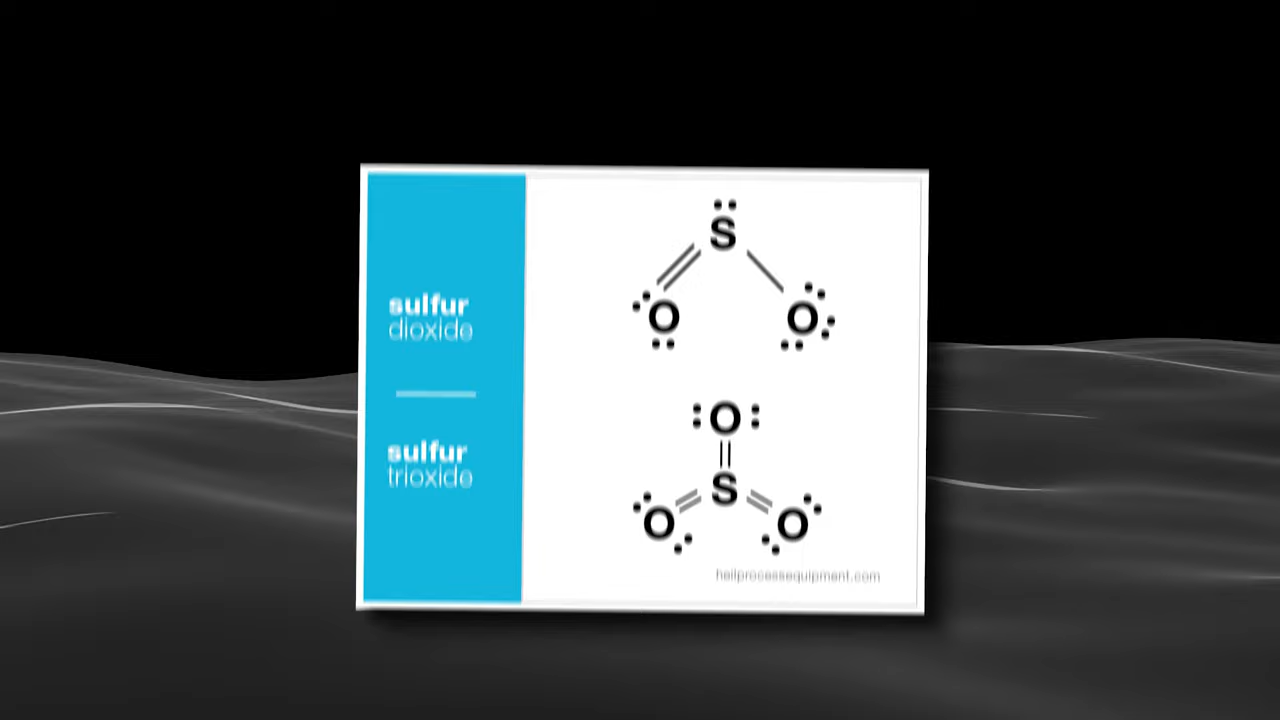 sulfur
dioxide
sulfur
trioxide
S
O
O
O
S
O
O
heilprocessequipment.com